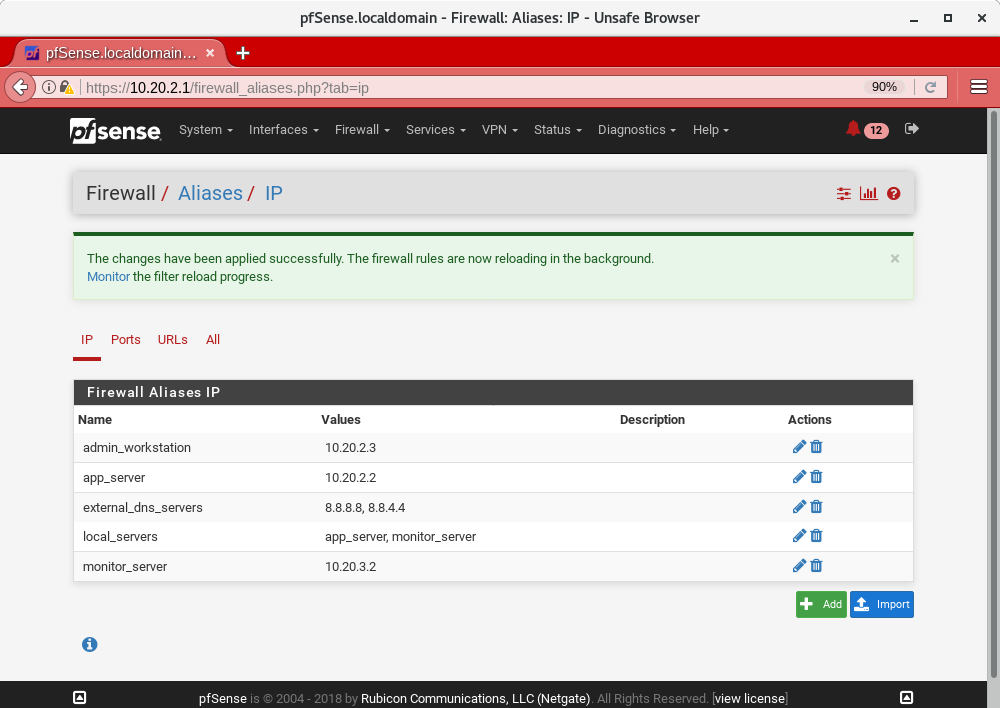 pfSense.localdomain - Firewall: Aliases: IP - Unsafe Browser
pfSense.localdomain...
https://10.20.2.1/firewall_aliases.php?tab=ip 90%
pfsense System Interfaces Firewall Services VPN Status Diagnostics Help 12
Firewall / Aliases / IP
The changes have been applied successfully. The firewall rules are now reloading in the background.
Monitor the filter reload progress.
IP Ports URLs All
Firewall Aliases IP
Name Values Description Actions
admin_workstation 10.20.2.3
app_server 10.20.2.2
external_dns_servers 8.8.8.8, 8.8.4.4
local_servers app_server, monitor_server
monitor_server 10.20.3.2
Add Import
pfSense is © 2004 - 2018 by Rubicon Communications, LLC (Netgate). All Rights Reserved. [view license]